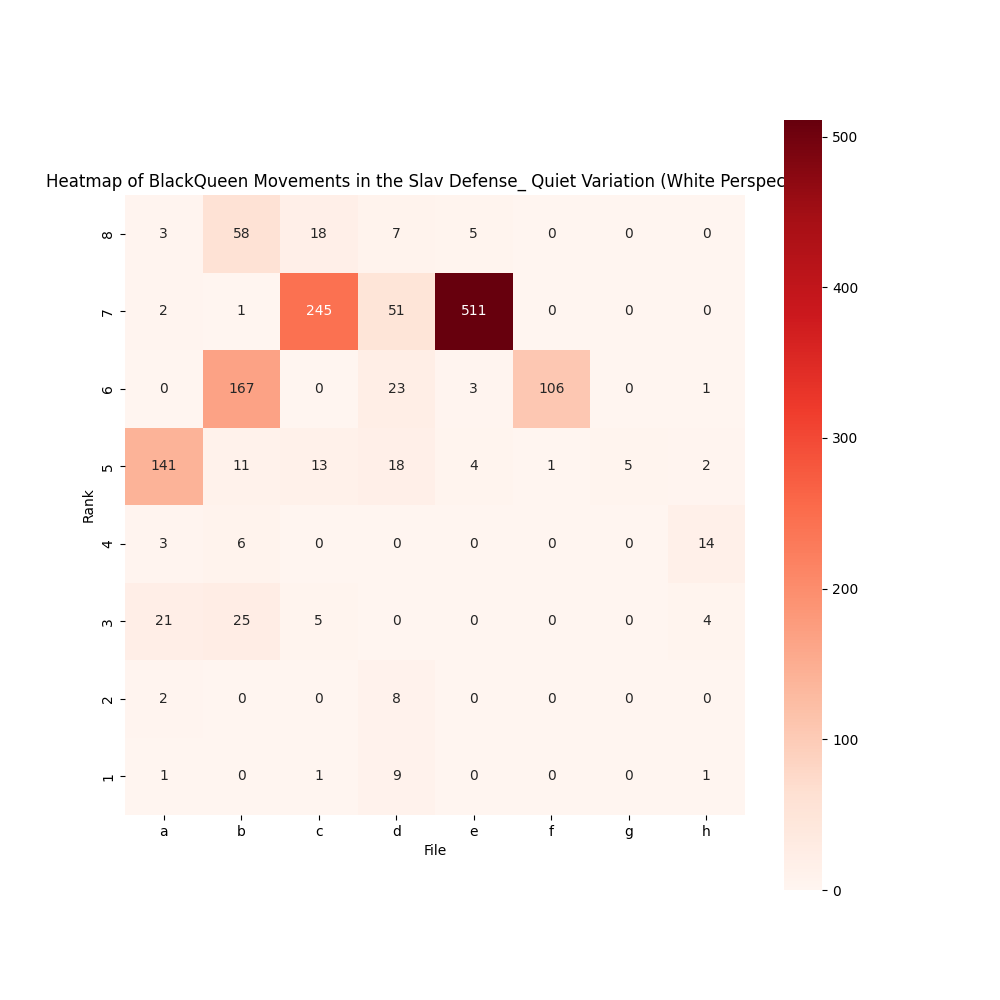 Heatmap of BlackQueen Movements in the Slav Defense_ Quiet Variation (White Perspec
500
400
300
200
100
0
Rank
8 3 58 18 7 5 0 0 0
7 2 1 245 51 511 0 0 0
6 0 167 0 23 3 106 0 1
5 141 11 13 18 4 1 5 2
4 3 6 0 0 0 0 0 14
3 21 25 5 0 0 0 0 4
2 2 0 0 8 0 0 0 0
1 1 0 1 9 0 0 0 1
a b c d e f g h
File